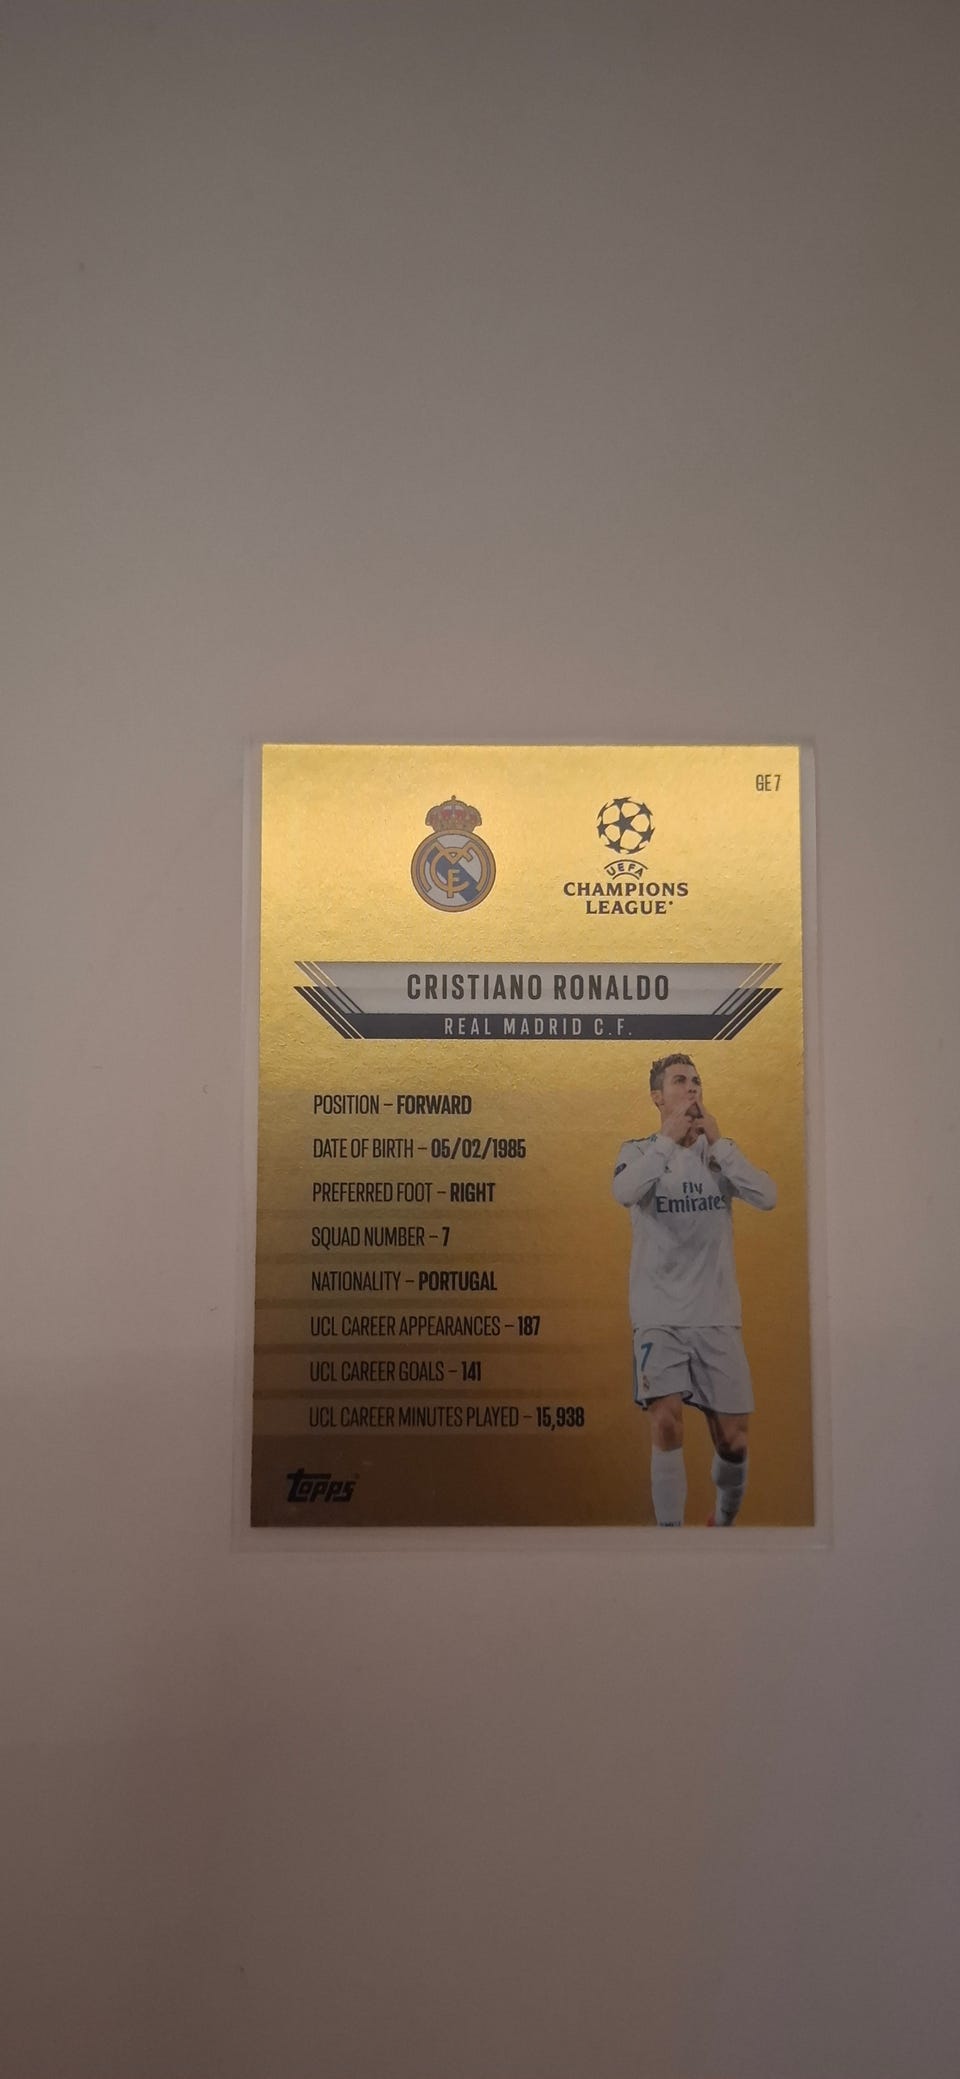 GE7
UEFA
CHAMPIONS
LEAGUE®
CRISTIANO RONALDO
REAL MADRID C.F.
POSITION – FORWARD
DATE OF BIRTH – 05/02/1985
PREFERRED FOOT – RIGHT
SQUAD NUMBER – 7
NATIONALITY – PORTUGAL
UCL CAREER APPEARANCES – 187
UCL CAREER GOALS – 141
UCL CAREER MINUTES PLAYED – 15,938
Fly
Emirates
7
Topps®